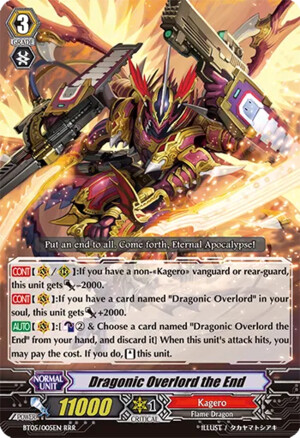 3
GRADE
Put an end to all. Come forth, Eternal Apocalypse!
CONT [ / ]:If you have a non-«Kagero» vanguard or rear-guard,
this unit gets -2000.
CONT [ / ]:If you have a card named "Dragonic Overlord" in your
soul, this unit gets +2000.
AUTO [ / ]:[ ② & Choose a card named "Dragonic Overlord the
End" from your hand, and discard it] When this unit's attack hits, you
may pay the cost. If you do, [ ] this unit.
NORMAL
UNIT
Dragonic Overlord the End
POWER
11000
1
CRITICAL
Kagero
Flame Dragon
BT05/005EN RRR
ILLUST / タカヤマトシアキ